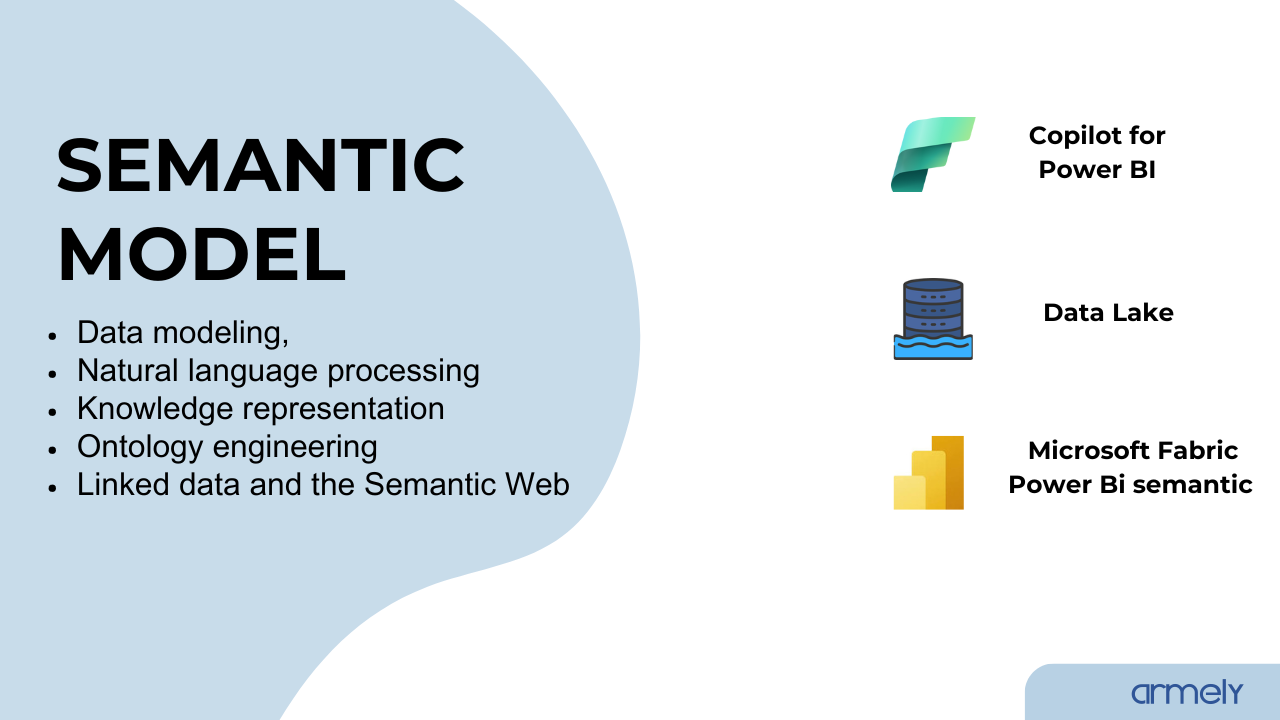 SEMANTIC
MODEL
• Data modeling,
• Natural language processing
• Knowledge representation
• Ontology engineering
• Linked data and the Semantic Web
Copilot for
Power BI
Data Lake
Microsoft Fabric
Power Bi semantic
armely